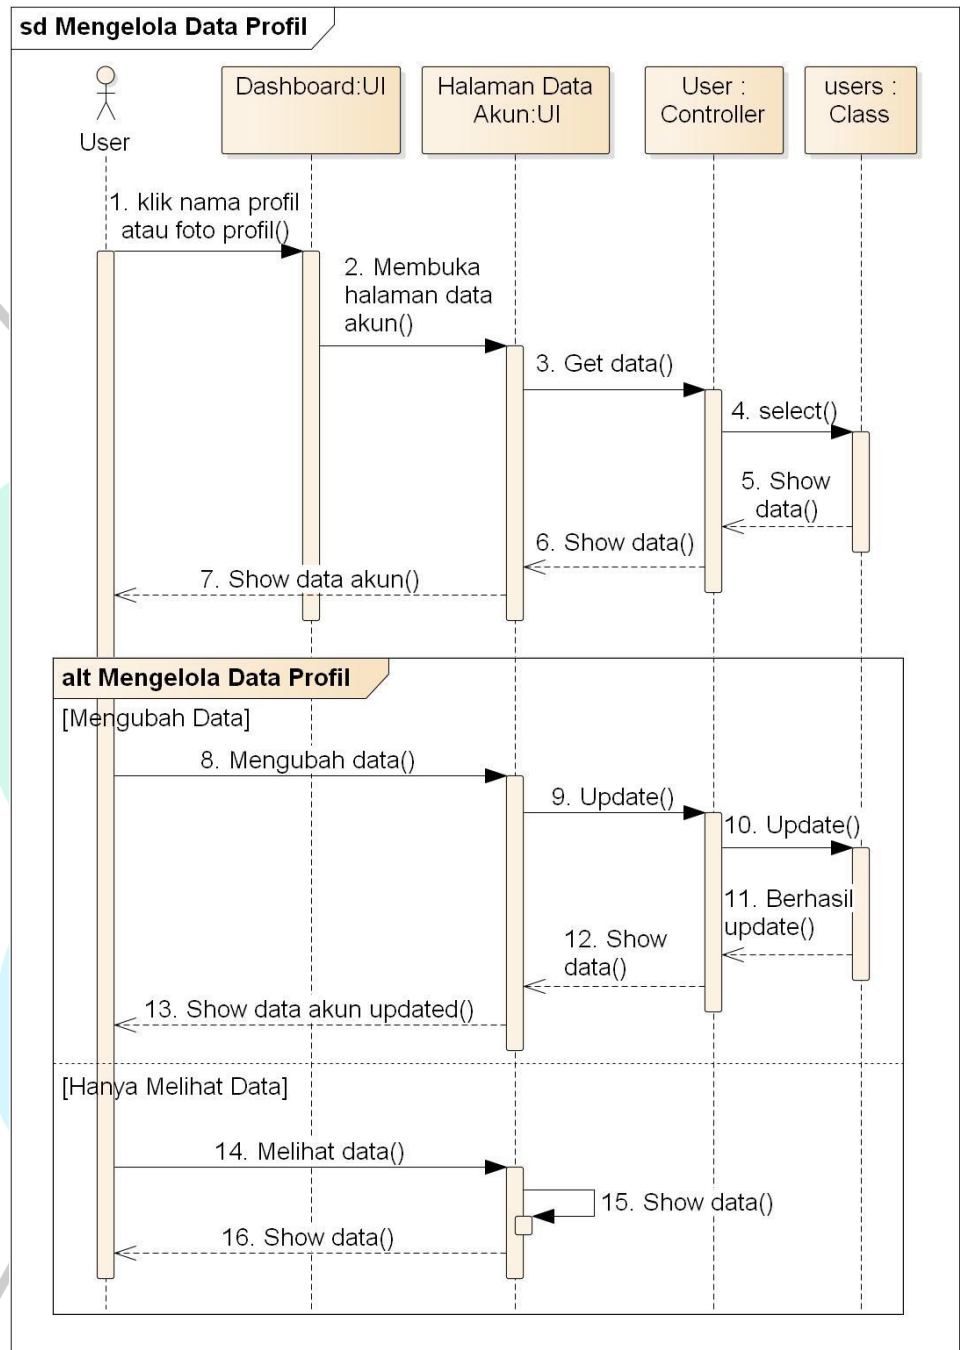 sd Mengelola Data Profil
User
Dashboard:UI
Halaman Data
Akun:UI
User :
Controller
users :
Class
1. klik nama profil
atau foto profil()
2. Membuka
halaman data
akun()
3. Get data()
4. select()
5. Show
data()
6. Show data()
7. Show data akun()
alt Mengelola Data Profil
[Mengubah Data]
8. Mengubah data()
9. Update()
10. Update()
11. Berhasil
update()
12. Show
data()
13. Show data akun updated()
[Hanya Melihat Data]
14. Melihat data()
15. Show data()
16. Show data()